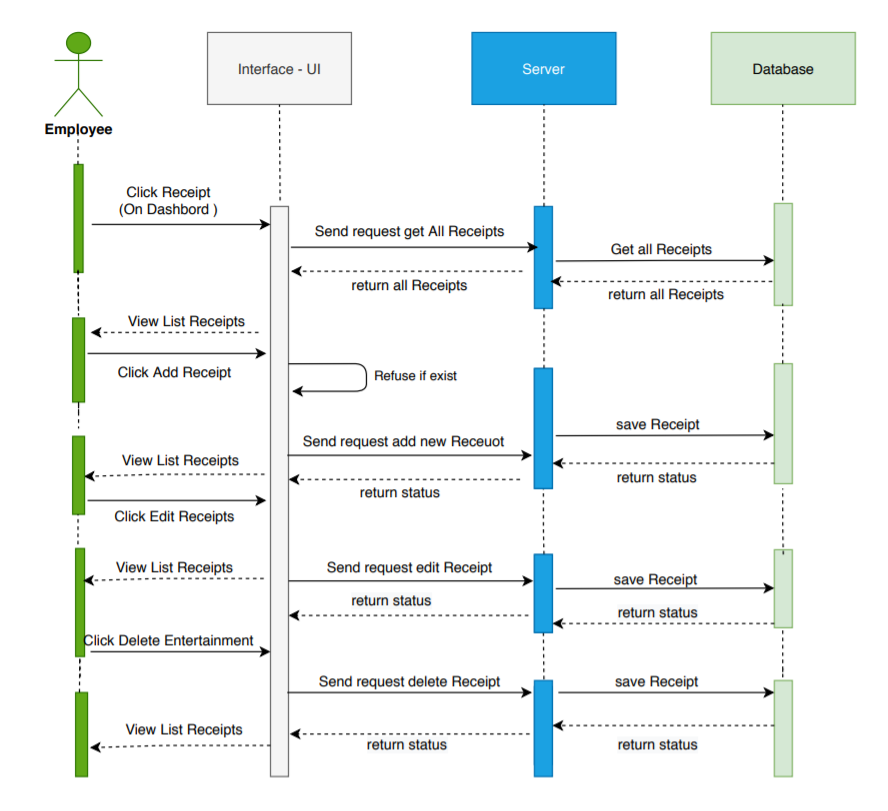 Interface - UI
Server
Database
Employee
Click Receipt
(On Dashbord )
Send request get All Receipts
Get all Receipts
return all Receipts
return all Receipts
View List Receipts
Click Add Receipt
Refuse if exist
save Receipt
Send request add new Receuot
View List Receipts
return status
return status
Click Edit Receipts
View List Receipts
Send request edit Receipt
save Receipt
return status
return status
Click Delete Entertainment
Send request delete Receipt
save Receipt
View List Receipts
return status
return status